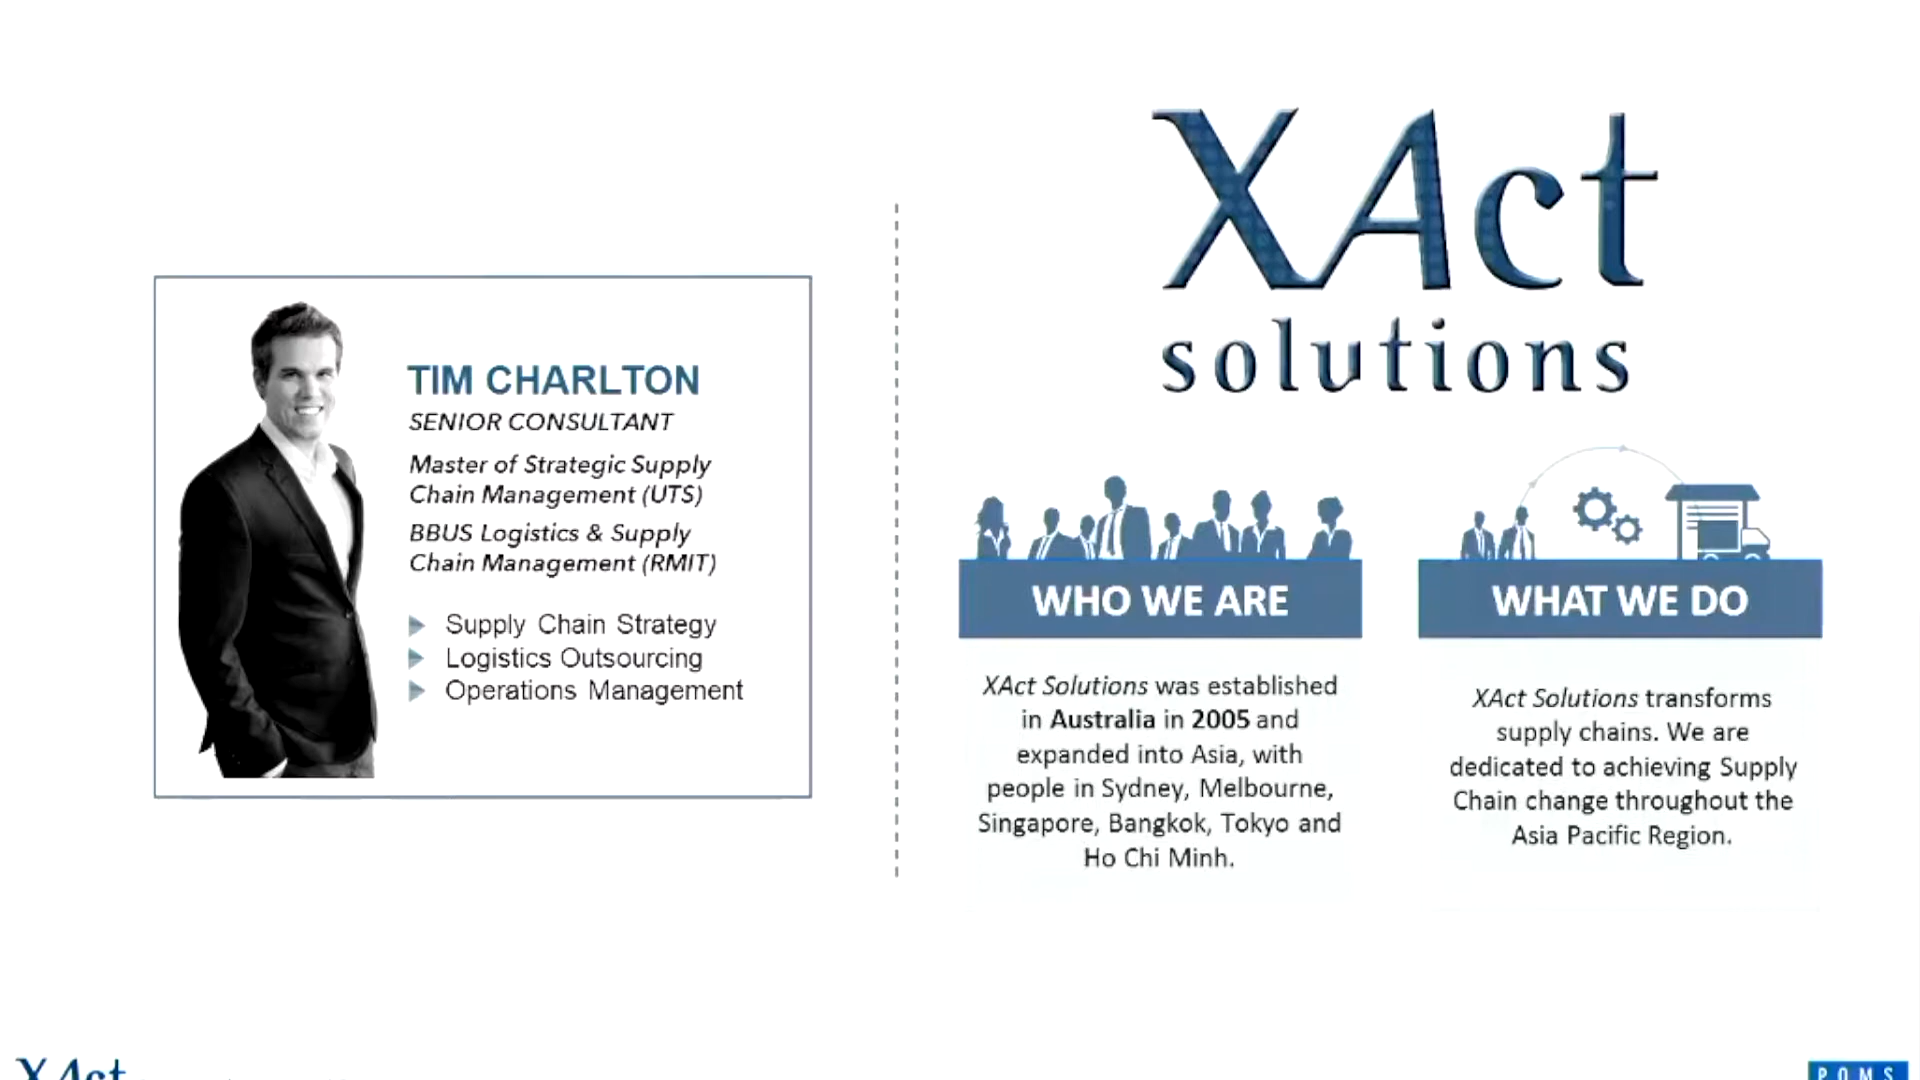 TIM CHARLTON
SENIOR CONSULTANT
Master of Strategic Supply
Chain Management (UTS)
BBUS Logistics & Supply
Chain Management (RMIT)
Supply Chain Strategy
Logistics Outsourcing
Operations Management
XAct
solutions
WHO WE ARE
XAct Solutions was established
in Australia in 2005 and
expanded into Asia, with
people in Sydney, Melbourne,
Singapore, Bangkok, Tokyo and
Ho Chi Minh.
WHAT WE DO
XAct Solutions transforms
supply chains. We are
dedicated to achieving Supply
Chain change throughout the
Asia Pacific Region.
XAct
POMS